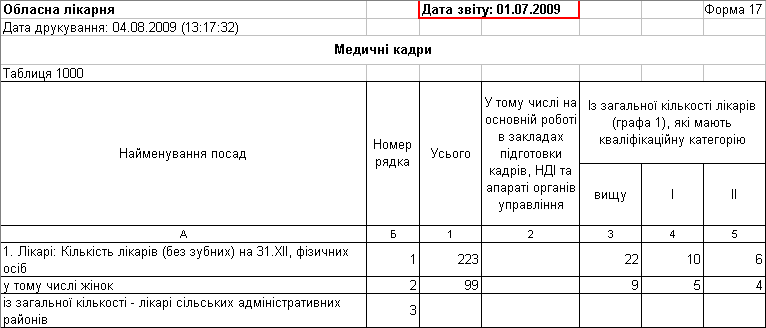 Обласна лікарня Дата звіту: 01.07.2009 Форма 17
Дата друкування: 04.08.2009 (13:17:32)
Медичні кадри
Таблиця 1000
Найменування посад
Номер
рядка
Усього
У тому числі на
основній роботі
в закладах
підготовки
кадрів, НДІ та
апараті органів
управління
Із загальної кількості лікарів
(графа 1), які мають
кваліфікаційну категорію
вищу І ІІ
А Б 1 2 3 4 5
1. Лікарі: Кількість лікарів (без зубних) на 31.XII, фізичних
осіб 1 223 22 10 6
у тому числі жінок 2 99 9 5 4
із загальної кількості - лікарі сільських адміністративних
районів 3